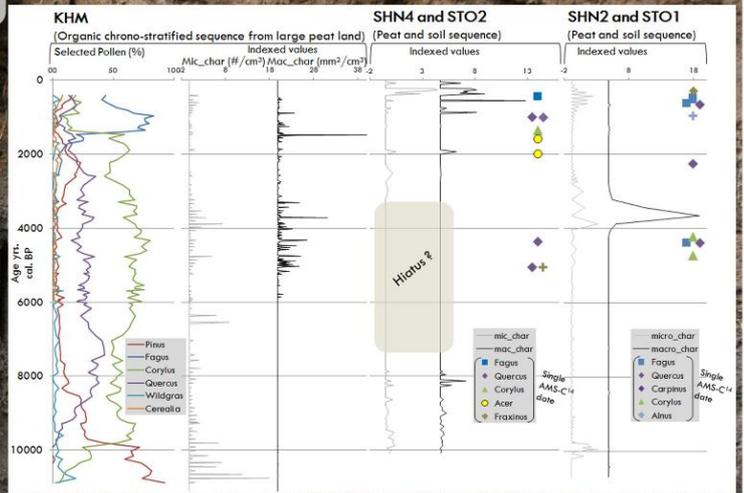 KHM
(Organic chrono-stratified sequence from large peat land)
Selected Pollen (%)
Indexed values
Mic_char (#/cm³) Mac_char (mm²/cm³)
00 50 100 2 8 18 28 38
SHN4 and STO2
(Peat and soil sequence)
Indexed values
-2 3 8 13
SHN2 and STO1
(Peat and soil sequence)
Indexed values
-2 8 18
Age yrs. cal. BP
0
2000
4000
6000
8000
10000
Hiatus ?
Pinus
Fagus
Corylus
Quercus
Wildgras
Cerealia
mic_char
mac_char
Fagus
Quercus
Corylus
Acer
Fraxinus
Single
AMS-C¹⁴
date
micro_char
macro_char
Fagus
Quercus
Carpinus
Corylus
Alnus
Single
AMS-C¹⁴
date